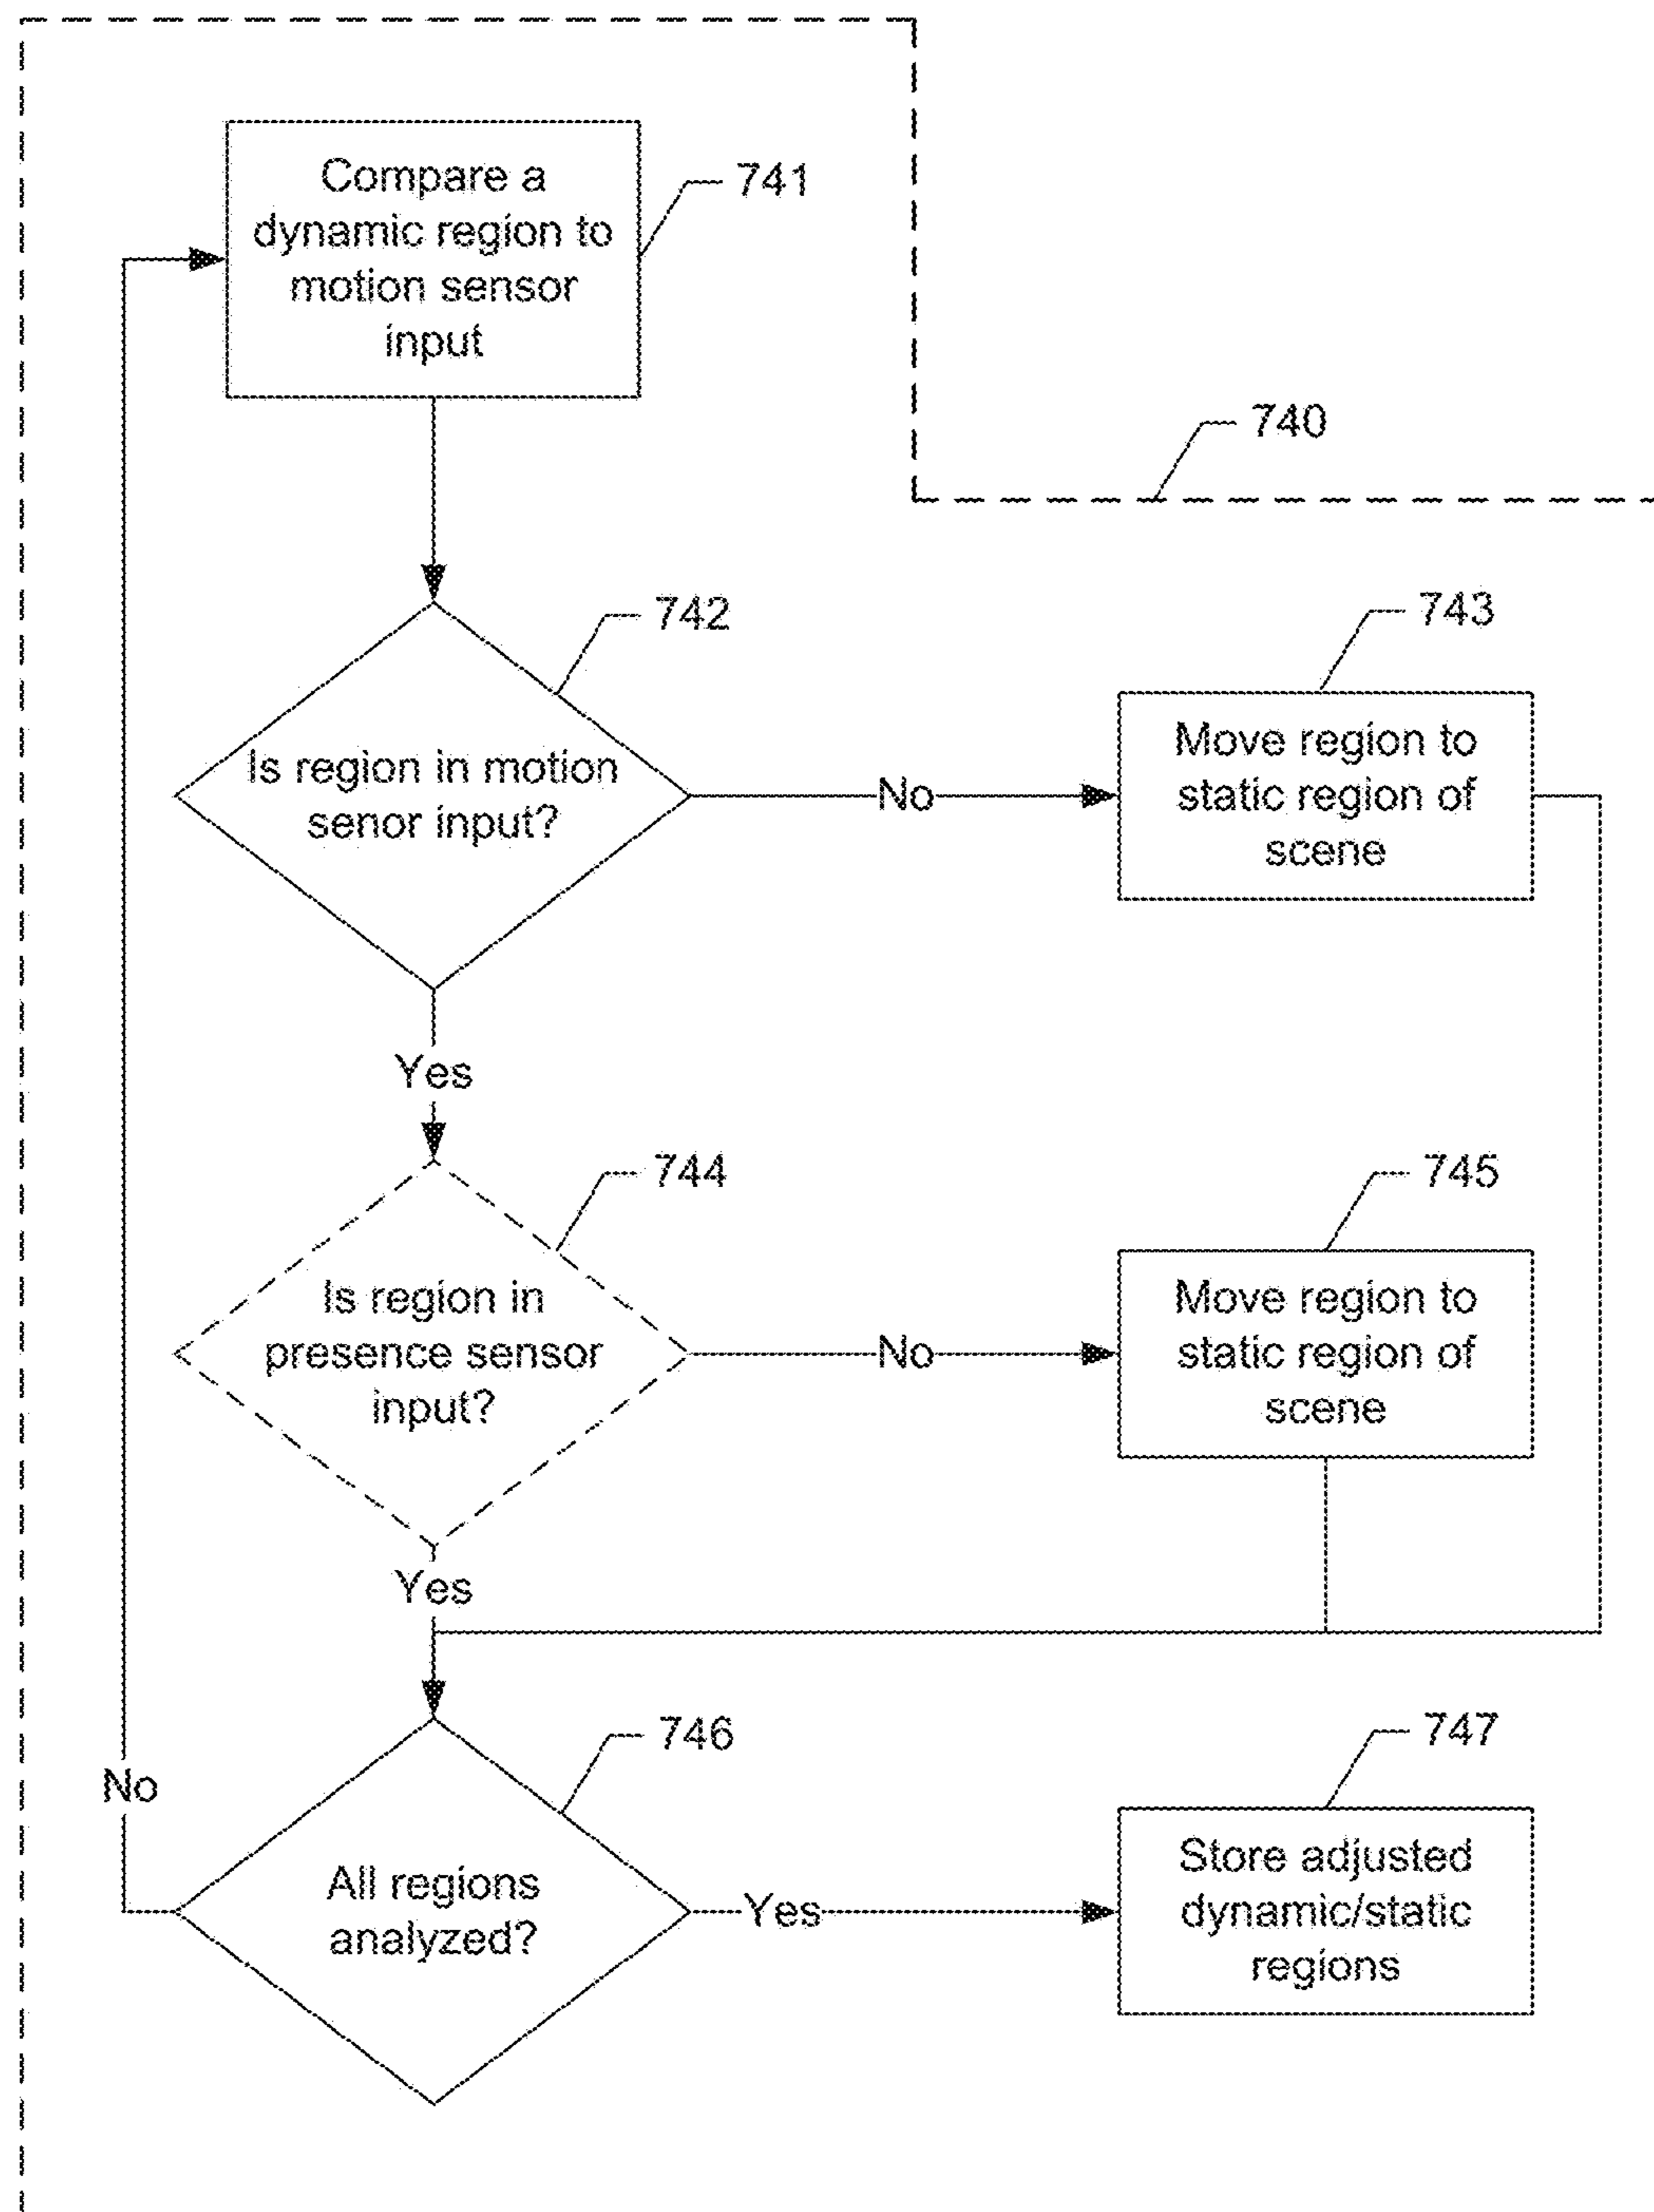 Compare a
dynamic region to
motion sensor
input
741
740
742
Is region in motion
senor input?
No
743
Move region to
static region of
scene
Yes
744
Is region in
presence sensor
input?
No
745
Move region to
static region of
scene
Yes
746
All regions
analyzed?
No
Yes
747
Store adjusted
dynamic/static
regions